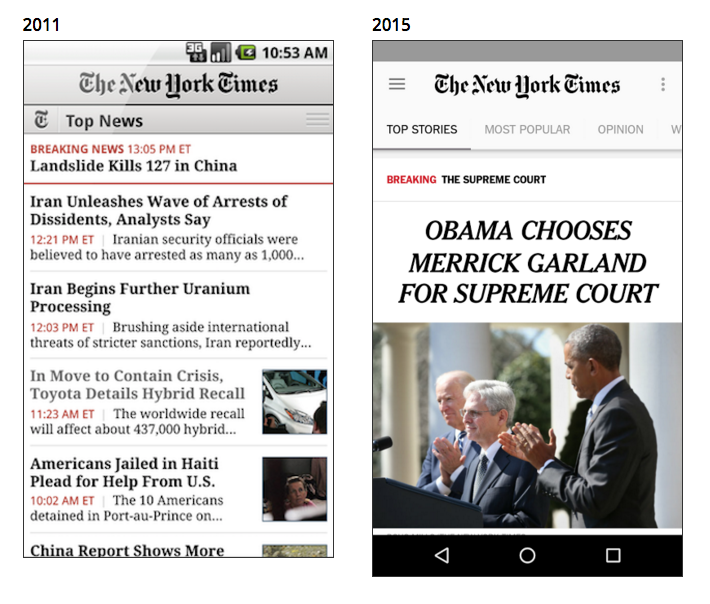 2011
3G
10:53 AM
The New York Times
T Top News
BREAKING NEWS 13:05 PM ET
Landslide Kills 127 in China
Iran Unleashes Wave of Arrests of
Dissidents, Analysts Say
12:21 PM ET | Iranian security officials were
believed to have arrested as many as 1,000...
Iran Begins Further Uranium
Processing
12:03 PM ET | Brushing aside international
threats of stricter sanctions, Iran reportedly...
In Move to Contain Crisis,
Toyota Details Hybrid Recall
11:23 AM ET | The worldwide recall
will affect about 437,000 hybrid...
Americans Jailed in Haiti
Plead for Help From U.S.
10:02 AM ET | The 10 Americans
detained in Port-au-Prince on...
China Report Shows More
2015
The New York Times
TOP STORIES MOST POPULAR OPINION W
BREAKING THE SUPREME COURT
OBAMA CHOOSES
MERRICK GARLAND
FOR SUPREME COURT